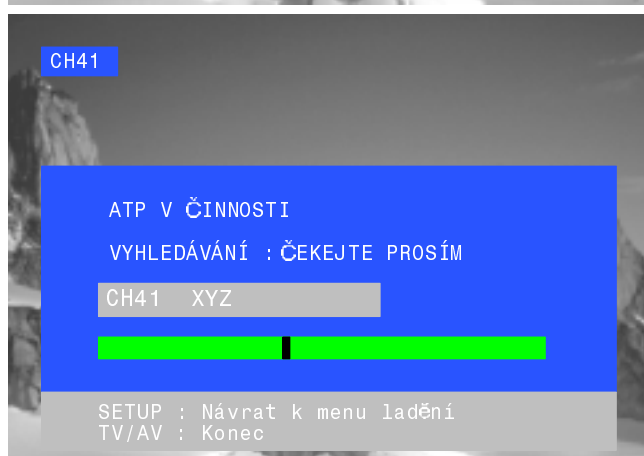 CH41
ATP V ČINNOSTI
VYHLEDÁVÁNÍ : ČEKEJTE PROSÍM
CH41 XYZ
SETUP : Návrat k menu ladění
TV/AV : Konec